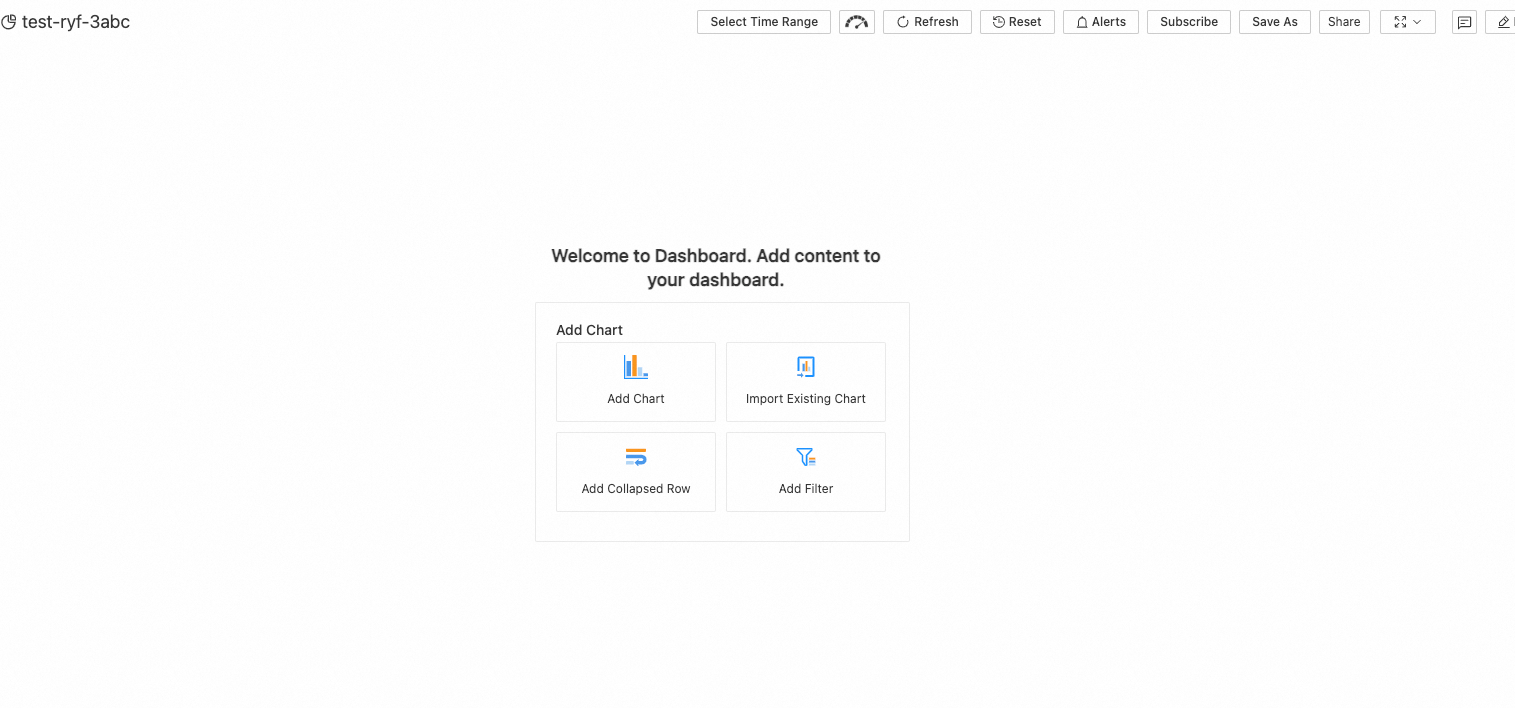 test-ryf-3abc
Select Time Range
Refresh
Reset
Alerts
Subscribe
Save As
Share
Welcome to Dashboard. Add content to
your dashboard.
Add Chart
Add Chart
Import Existing Chart
Add Collapsed Row
Add Filter